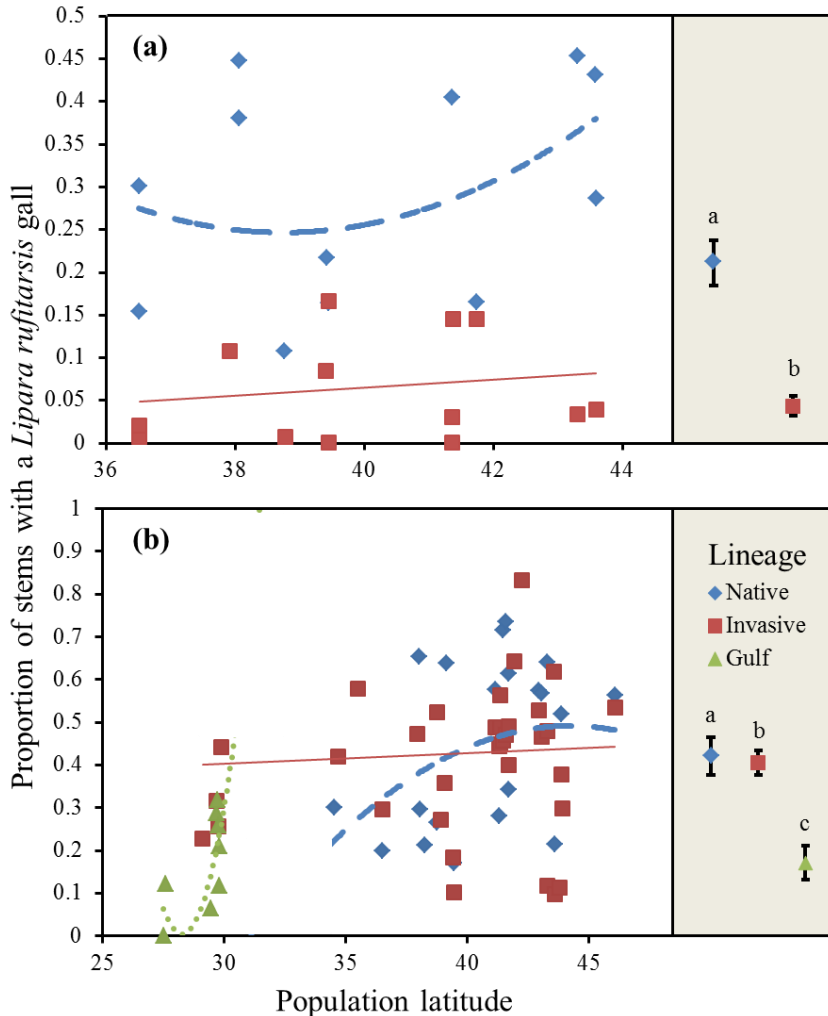 Proportion of stems with a Lipara rufitarsis gall
(a)
0.5
0.45
0.4
0.35
0.3
0.25
0.2
0.15
0.1
0.05
0
36
38
40
42
44
a
b
(b)
1
0.9
0.8
0.7
0.6
0.5
0.4
0.3
0.2
0.1
0
25
30
35
40
45
Lineage
Native
Invasive
Gulf
a
b
c
Population latitude